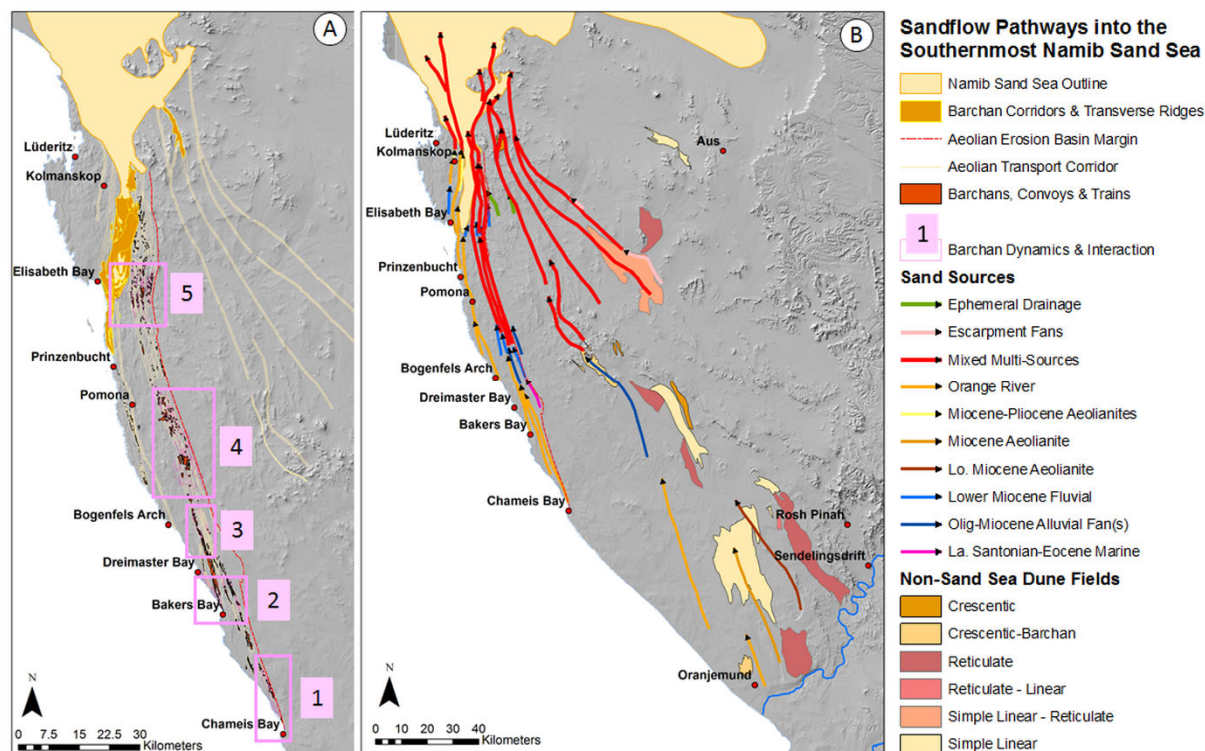 A
Lüderitz
Kolmanskop
Elisabeth Bay
5
Prinzenbucht
Pomona
4
Bogenfels Arch
3
Dreimaster Bay
2
Bakers Bay
1
Chameis Bay
N
0 7.5 15 22.5 30
Kilometers
B
Lüderitz
Aus
Kolmanskop
Elisabeth Bay
Prinzenbucht
Pomona
Bogenfels Arch
Dreimaster Bay
Bakers Bay
Chameis Bay
Rosh Pinah
Sendelingsdrift
Oranjemund
N
0 10 20 30 40
Kilometers
Sandflow Pathways into the
Southernmost Namib Sand Sea
Namib Sand Sea Outline
Barchan Corridors & Transverse Ridges
Aeolian Erosion Basin Margin
Aeolian Transport Corridor
Barchans, Convoys & Trains
1
Barchan Dynamics & Interaction
Sand Sources
Ephemeral Drainage
Escarpment Fans
Mixed Multi-Sources
Orange River
Miocene-Pliocene Aeolianites
Miocene Aeolianite
Lo. Miocene Aeolianite
Lower Miocene Fluvial
Olig-Miocene Alluvial Fan(s)
La. Santonian-Eocene Marine
Non-Sand Sea Dune Fields
Crescentic
Crescentic-Barchan
Reticulate
Reticulate - Linear
Simple Linear - Reticulate
Simple Linear